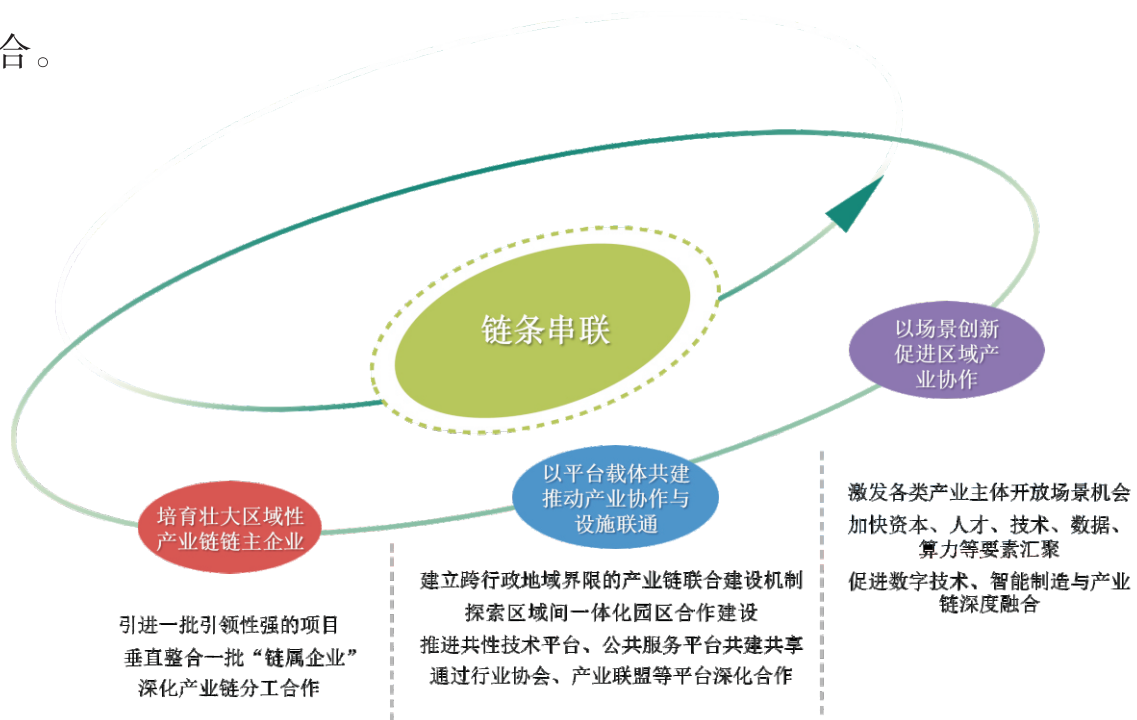 合。
链条串联
以场景创新
促进区域产
业协作
以平台载体共建
推动产业协作与
设施联通
培育壮大区域性
产业链链主企业
引进一批引领性强的项目
垂直整合一批“链属企业”
深化产业链分工合作
建立跨行政地域界限的产业链联合建设机制
探索区域间一体化园区合作建设
推进共性技术平台、公共服务平台共建共享
通过行业协会、产业联盟等平台深化合作
激发各类产业主体开放场景机会
加快资本、人才、技术、数据、
算力等要素汇聚
促进数字技术、智能制造与产业
链深度融合